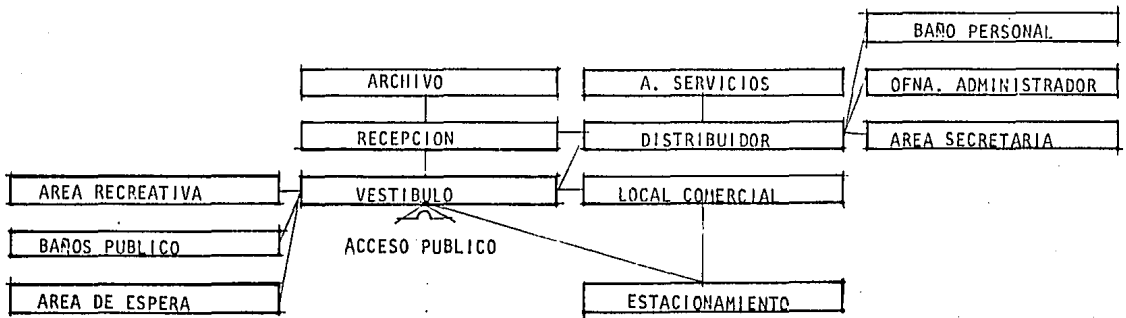 BAÑO PERSONAL
ARCHIVO
A. SERVICIOS
OFNA. ADMINISTRADOR
RECEPCION
DISTRIBUIDOR
AREA SECRETARIA
AREA RECREATIVA
VESTIBULO
LOCAL COMERCIAL
BAÑOS PUBLICO
ACCESO PUBLICO
AREA DE ESPERA
ESTACIONAMIENTO